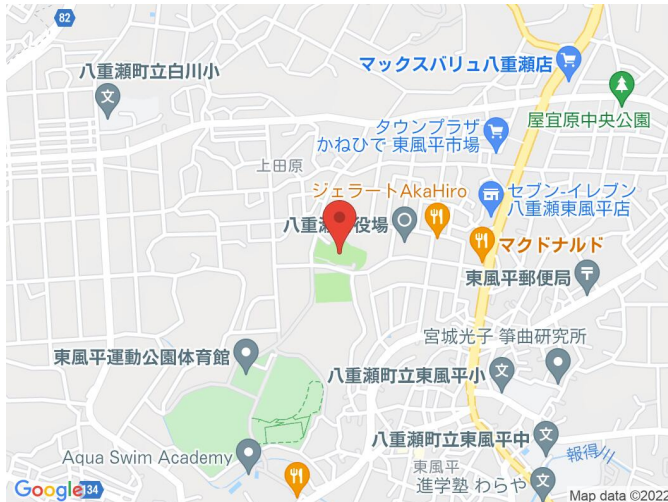 82
八重瀬町立白川小
マックスバリュ八重瀬店
屋宜原中央公園
タウンプラザ
かねひで 東風平市場
上田原
ジェラートAkaHiro
セブン-イレブン
八重瀬東風平店
八重瀬
役場
マクドナルド
東風平郵便局
宮城光子 箏曲研究所
東風平運動公園体育館
八重瀬町立東風平小
八重瀬町立東風平中
報得川
Aqua Swim Academy
東風平
進学塾 わらや
Google
134
Map data ©2022